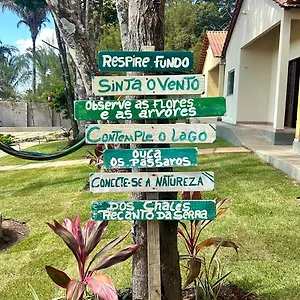 RESPIRE FUNDO
SINTA O VENTO
OBSERVE AS FLORES
E AS ÁRVORES
CONTEMPLE O LAGO
OUÇA
OS PÁSSAROS
CONECTE-SE A NATUREZA
DOS CHALÉS
RECANTO DA SERRA